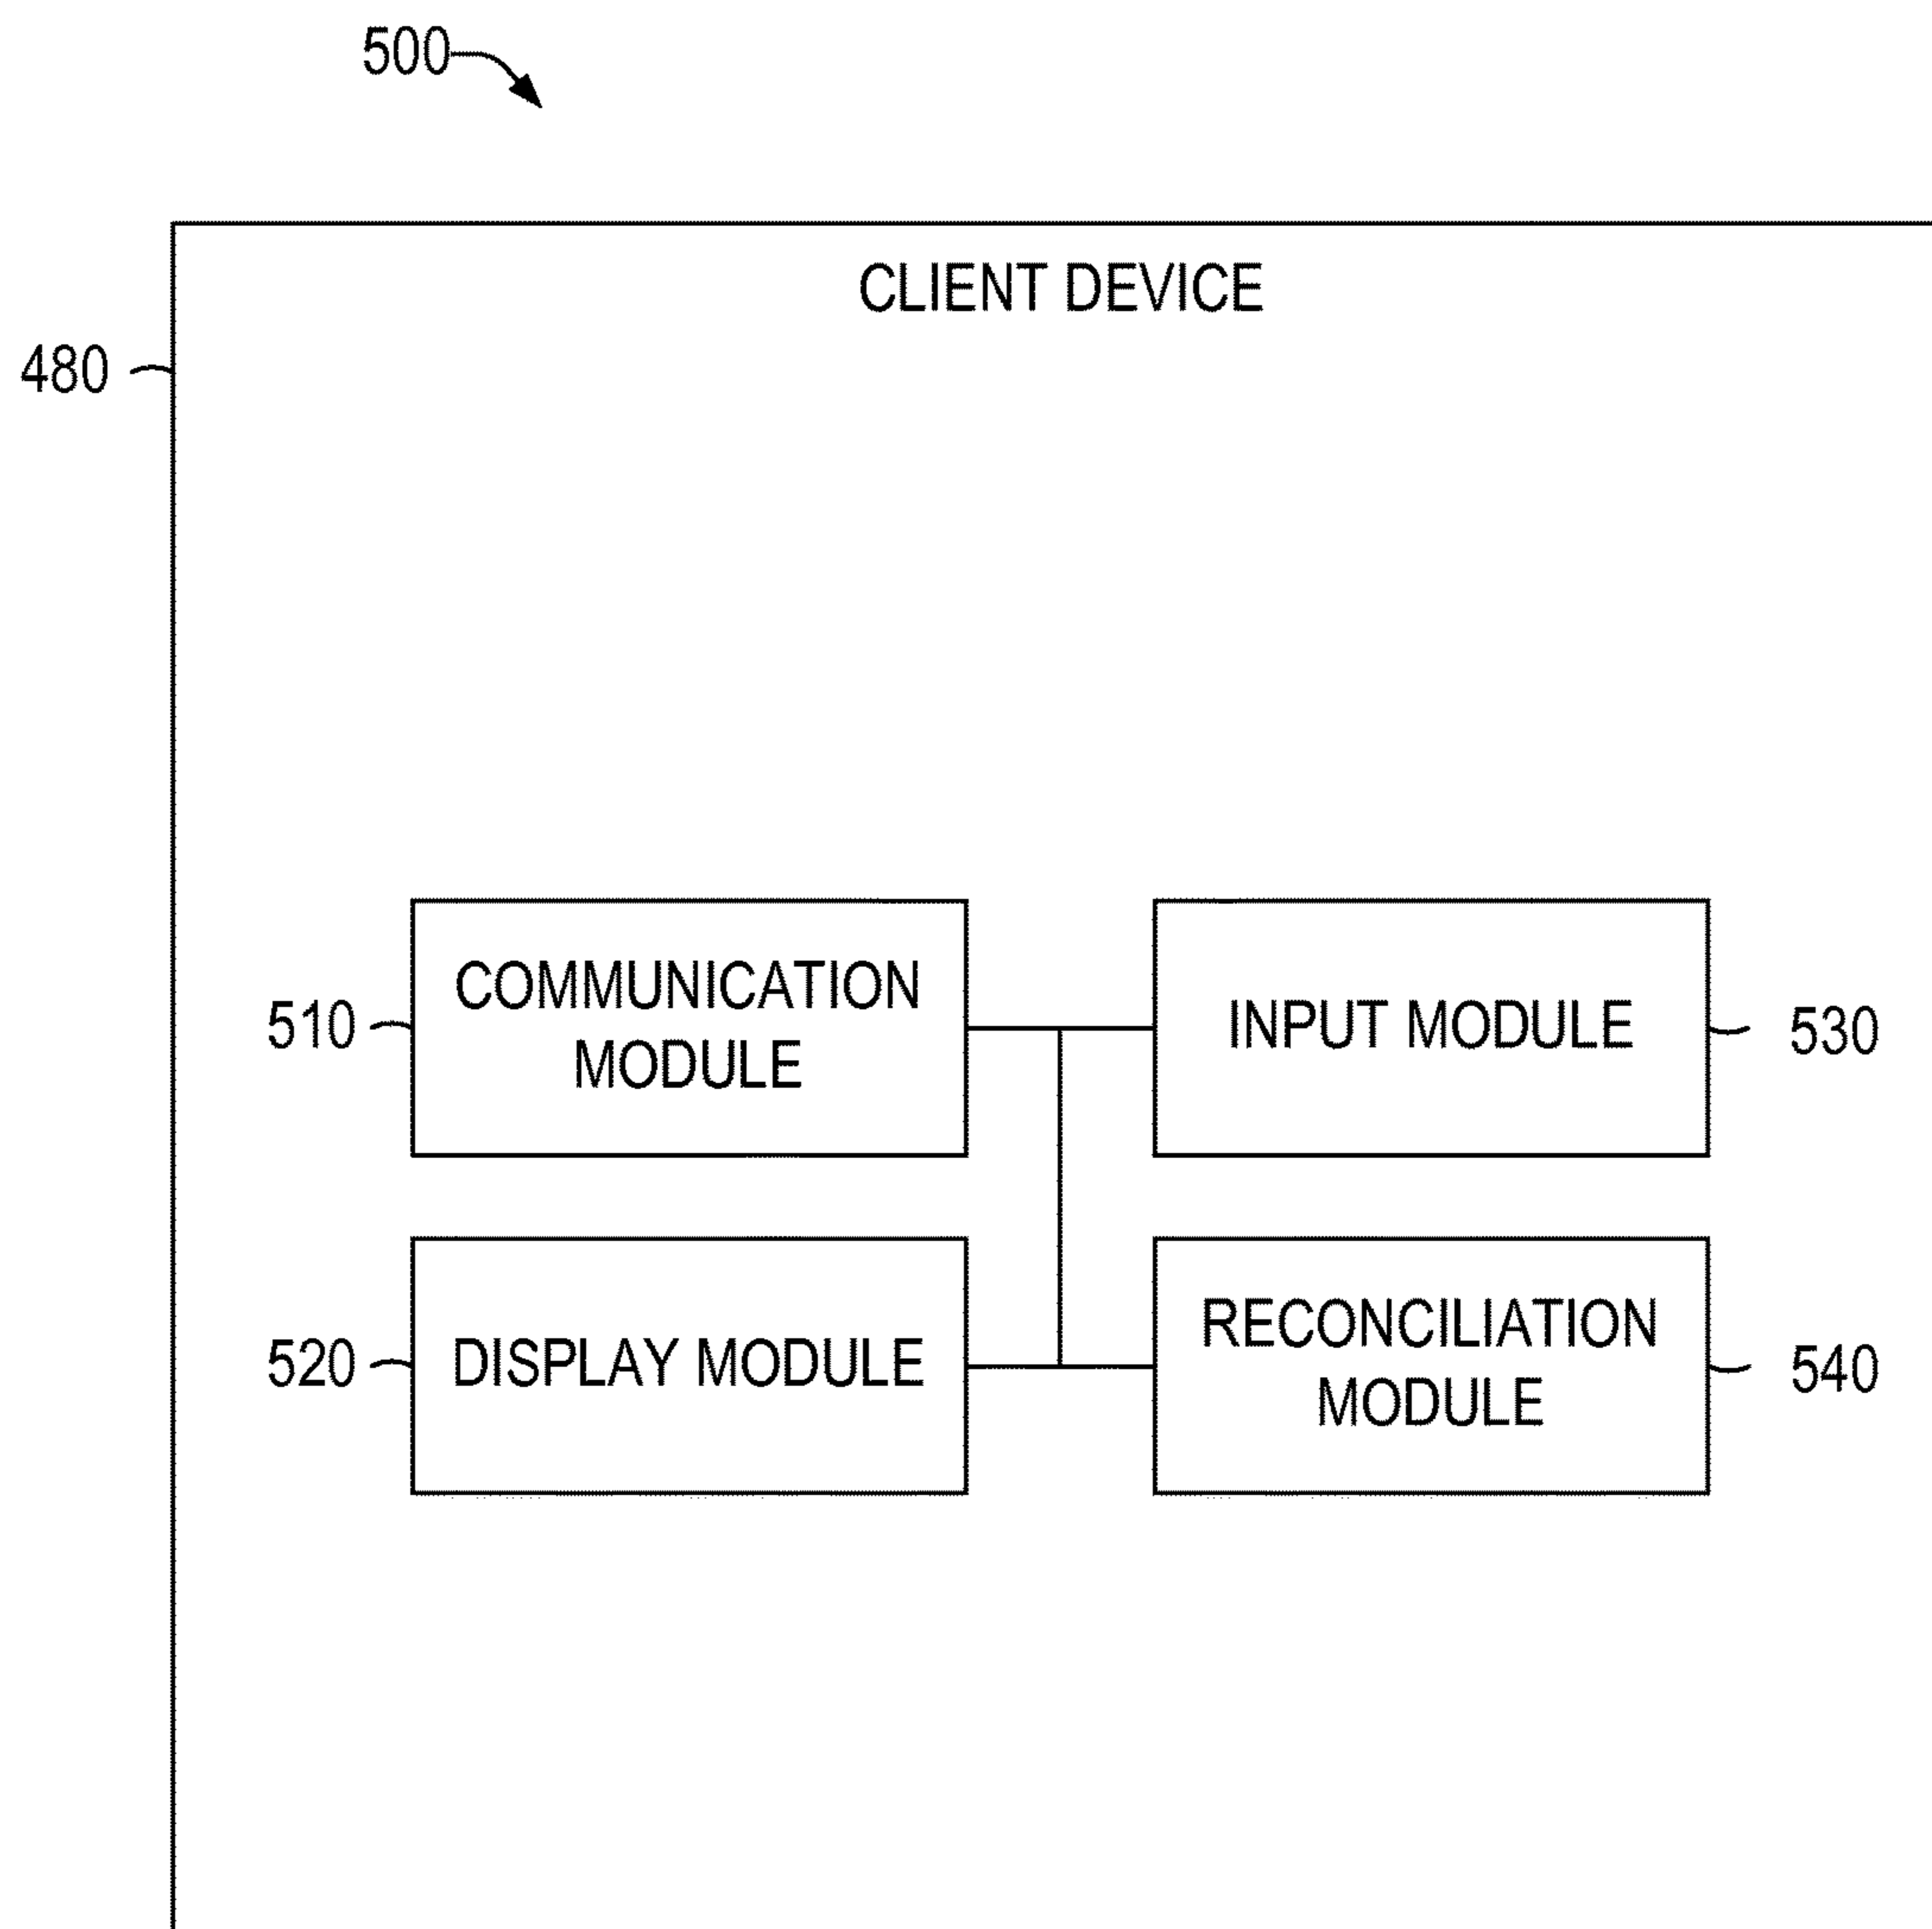 500
CLIENT DEVICE
480
COMMUNICATION
MODULE
510
INPUT MODULE
530
DISPLAY MODULE
520
RECONCILIATION
MODULE
540